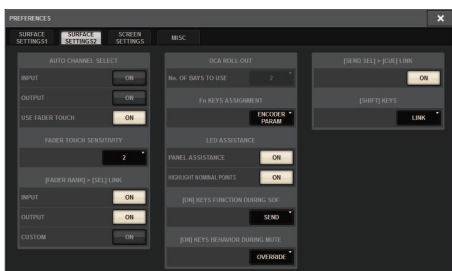 PREFERENCES
×
SURFACE SETTINGS1
SURFACE SETTINGS2
SCREEN SETTINGS
MISC
AUTO CHANNEL SELECT
INPUT ON
OUTPUT ON
USE FADER TOUCH ON
FADER TOUCH SENSITIVITY
2
[FADER BANK] > [SEL] LINK
INPUT ON
OUTPUT ON
CUSTOM ON
DCA ROLL-OUT
No. OF BAYS TO USE 2
Fn KEYS ASSIGNMENT
ENCODER PARAM
LED ASSISTANCE
PANEL ASSISTANCE ON
HIGHLIGHT NOMINAL POINTS ON
[ON] KEYS FUNCTION DURING SOF
SEND
[ON] KEYS BEHAVIOR DURING MUTE
OVERRIDE
[SEND SEL] > [CUE] LINK
ON
[SHIFT] KEYS
LINK